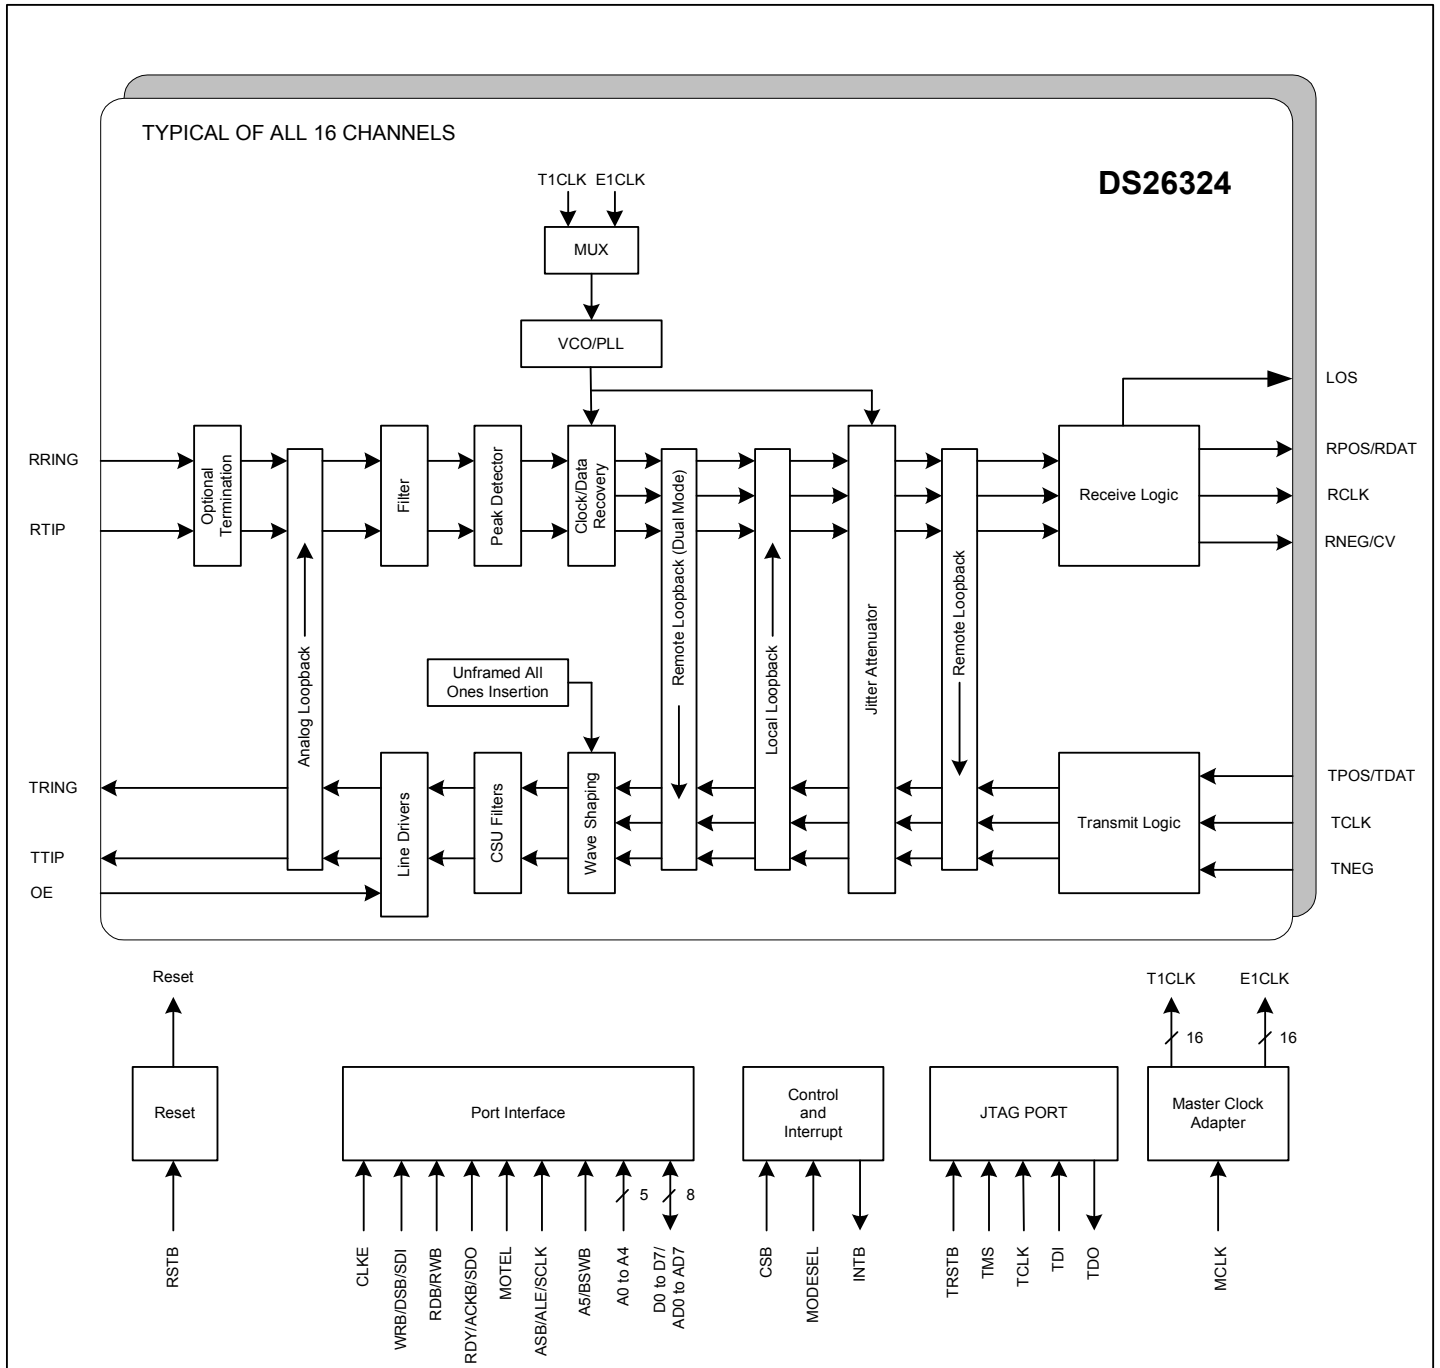 TYPICAL OF ALL 16 CHANNELS
DS26324
T1CLK
E1CLK
MUX
VCO/PLL
LOS
RRING
RTIP
Optional
Termination
Analog Loopback
Filter
Peak Detector
Clock/Data
Recovery
Remote Loopback (Dual Mode)
Local Loopback
Jitter Attenuator
Remote Loopback
Receive Logic
RPOS/RDAT
RCLK
RNEG/CV
Unframed All
Ones Insertion
TRING
TTIP
OE
Line Drivers
CSU Filters
Wave Shaping
Transmit Logic
TPOS/TDAT
TCLK
TNEG
Reset
Reset
RSTB
Port Interface
5
8
CLKE
WRB/DSB/SDI
RDB/RWB
RDY/ACKB/SDO
MOTEL
ASB/ALE/SCLK
A5/BSWB
A0 to A4
D0 to D7/
AD0 to AD7
Control
and
Interrupt
CSB
MODESEL
INTB
JTAG PORT
TRSTB
TMS
TCLK
TDI
TDO
T1CLK
E1CLK
16
16
Master Clock
Adapter
MCLK